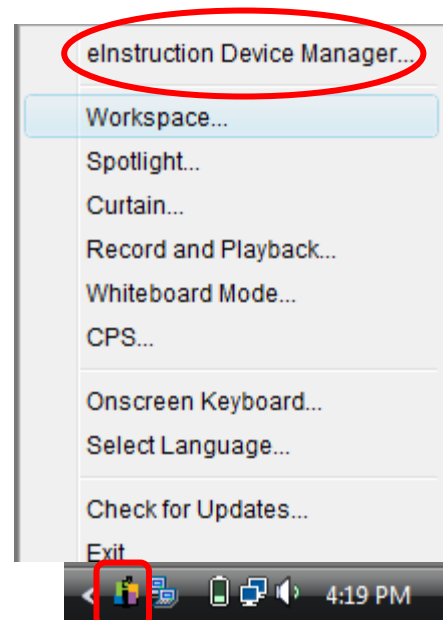 eInstruction Device Manager...
Workspace...
Spotlight...
Curtain...
Record and Playback...
Whiteboard Mode...
CPS...
Onscreen Keyboard...
Select Language...
Check for Updates...
Exit
4:19 PM